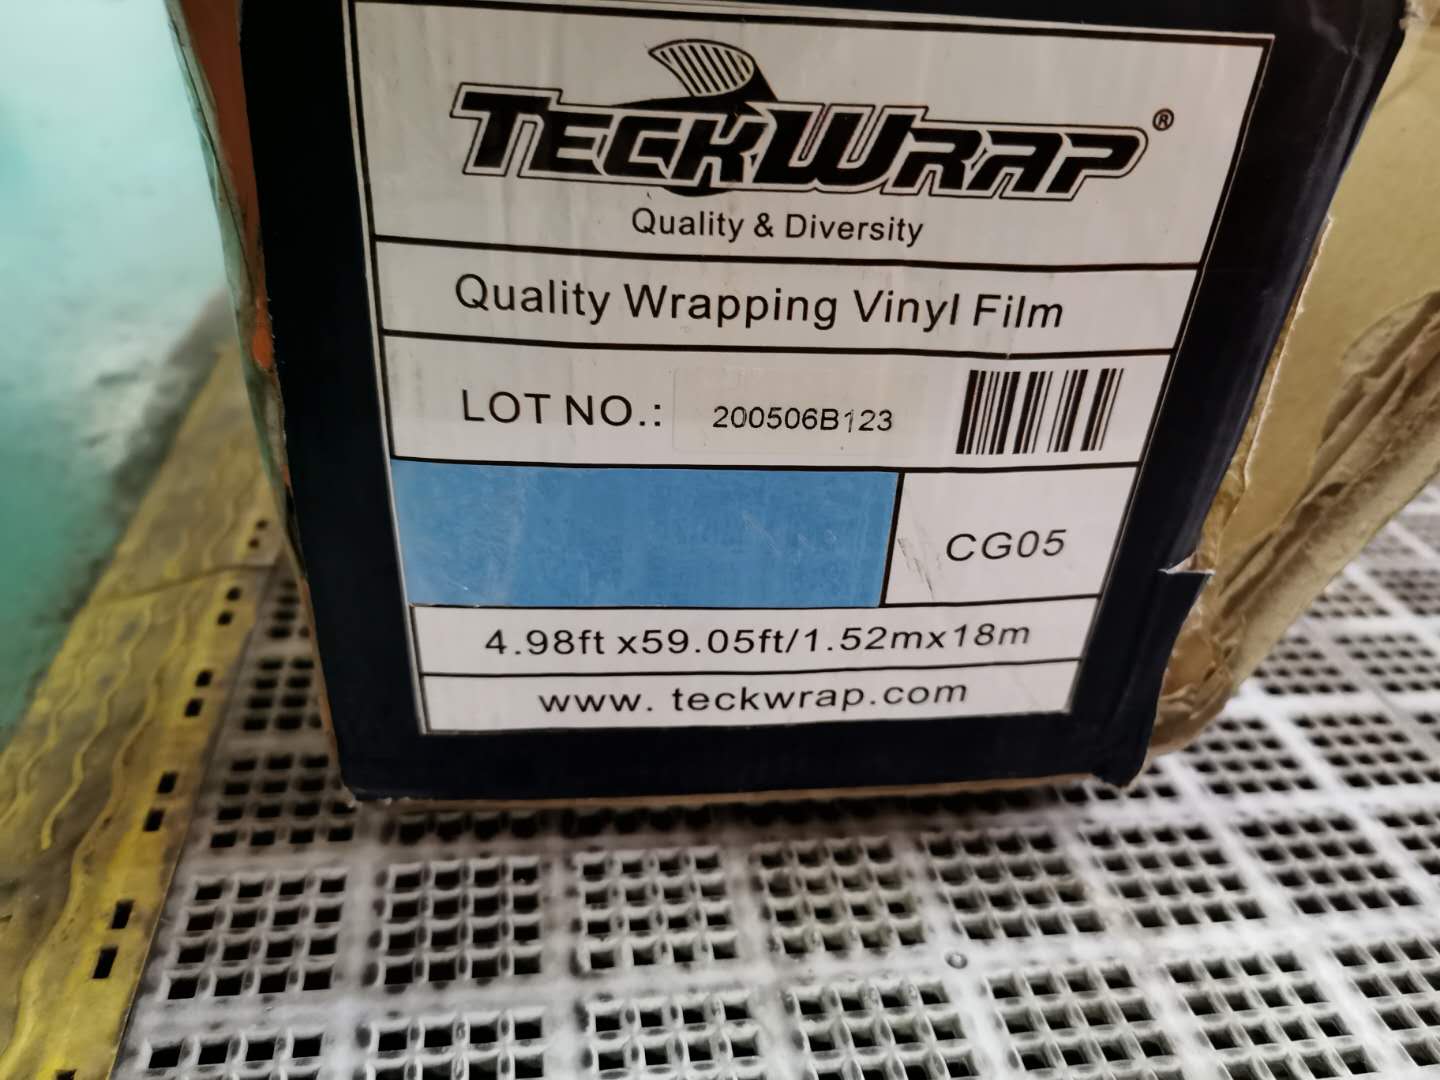 TECKWRAP®
Quality & Diversity
Quality Wrapping Vinyl Film
LOT NO.: 200506B123
CG05
4.98ft x59.05ft/1.52mx18m
www. teckwrap.com